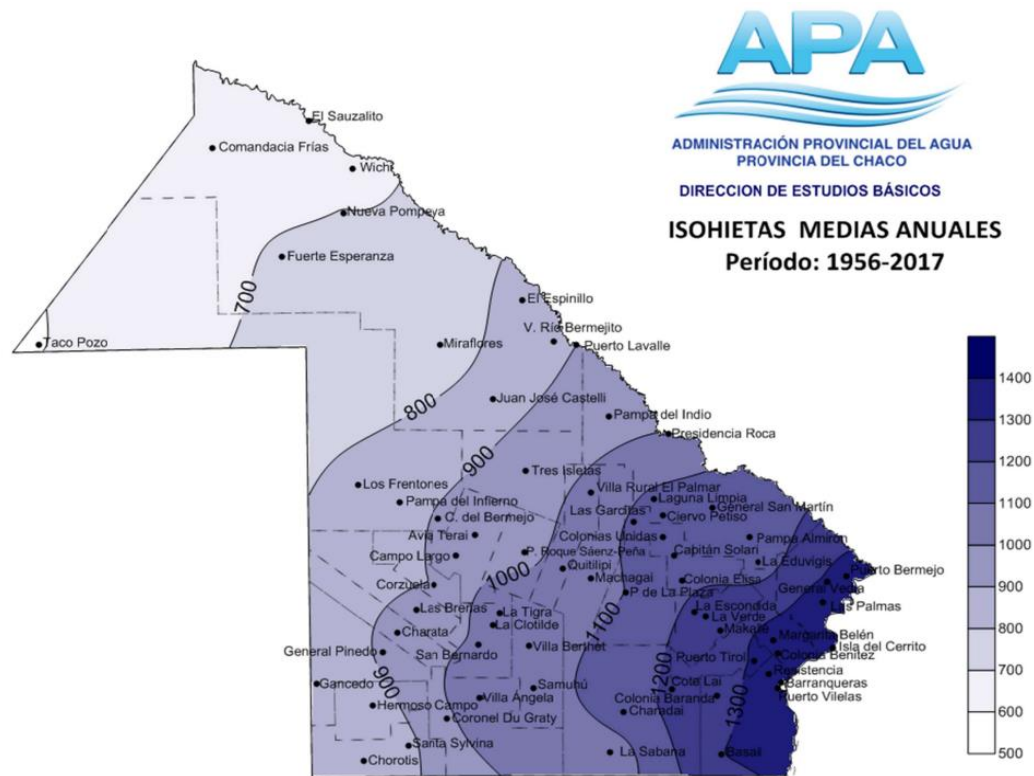 APA
ADMINISTRACIÓN PROVINCIAL DEL AGUA
PROVINCIA DEL CHACO
DIRECCION DE ESTUDIOS BÁSICOS
ISOHIETAS MEDIAS ANUALES
Período: 1956-2017
El Sauzalito
Comandacia Frías
Wichi
Nueva Pompeya
Fuerte Esperanza
700
El Espinillo
V. Río Bermejito
Taco Pozo
Miraflores
Puerto Lavalle
800
Juan José Castelli
Pampa del Indio
Presidencia Roca
900
Tres Isletas
Los Frentones
Villa Rural El Palmar
Pampa del Infierno
Laguna Limpia
General San Martín
Las Garcitas
Ciervo Petiso
C. del Bermejo
Avia Terai
Colonias Unidas
Pampa Almirón
Campo Largo
P. Roque Sáenz-Peña
Capitán Solari
La Eduvigis
Quitilipi
Puerto Bermejo
1000
Machagai
Colonia Elisa
Corzuela
P de La Plaza
General Vedia
Las Palmas
Las Breñas
La Tigra
La Escondida
La Verde
La Clotilde
1100
Charata
Makallé
Margarita Belén
Isla del Cerrito
General Pinedo
San Bernardo
Villa Berthet
Puerto Tirol
Colonia Benítez
Resistencia
Gancedo
900
Samuhú
1200
Cote Lai
Barranqueras
Puerto Vilelas
Villa Ángela
Colonia Baranda
1300
Hermoso Campo
Charadai
Coronel Du Graty
Santa Sylvina
La Sabana
Basail
Chorotis
1400
1300
1200
1100
1000
900
800
700
600
500